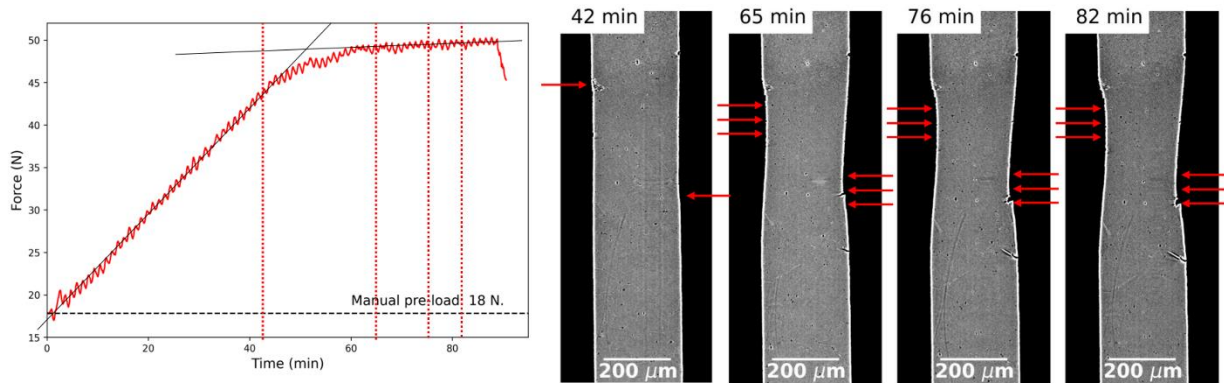 50
45
40
35
30
25
20
15
Force (N)
Manual pre-load 18 N.
0
20
40
60
80
Time (min)
42 min
65 min
76 min
82 min
200 μm
200 μm
200 μm
200 μm